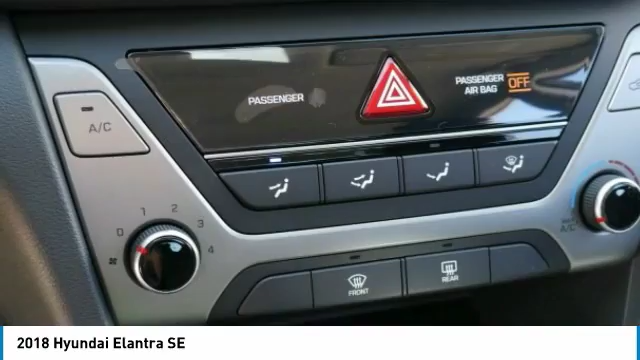 PASSENGER
PASSENGER
AIR BAG
OFF
A/C
0 1 2 3 4
A/C
FRONT
REAR
2018 Hyundai Elantra SE